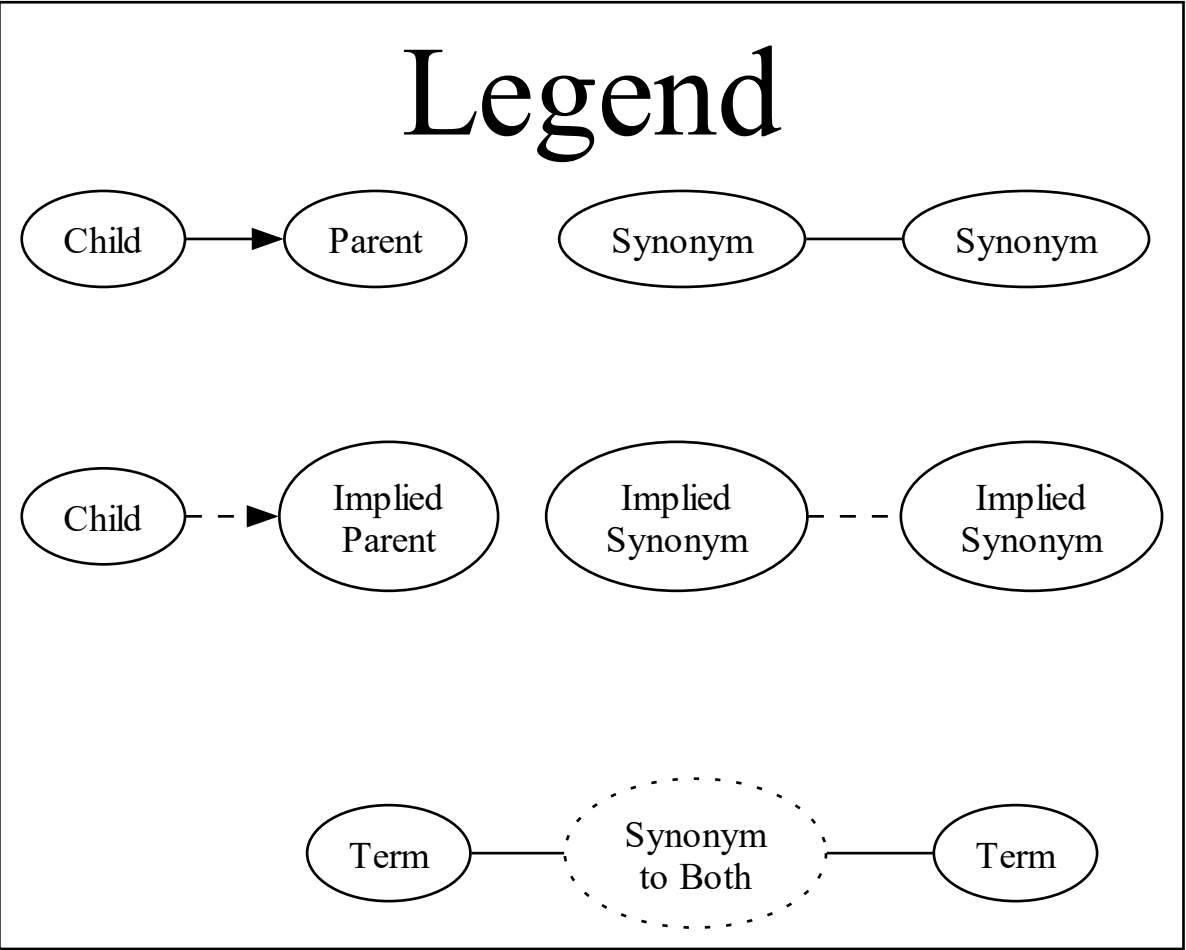 Legend
Child
Parent
Synonym
Synonym
Child
Implied
Parent
Implied
Synonym
Implied
Synonym
Term
Synonym
to Both
Term